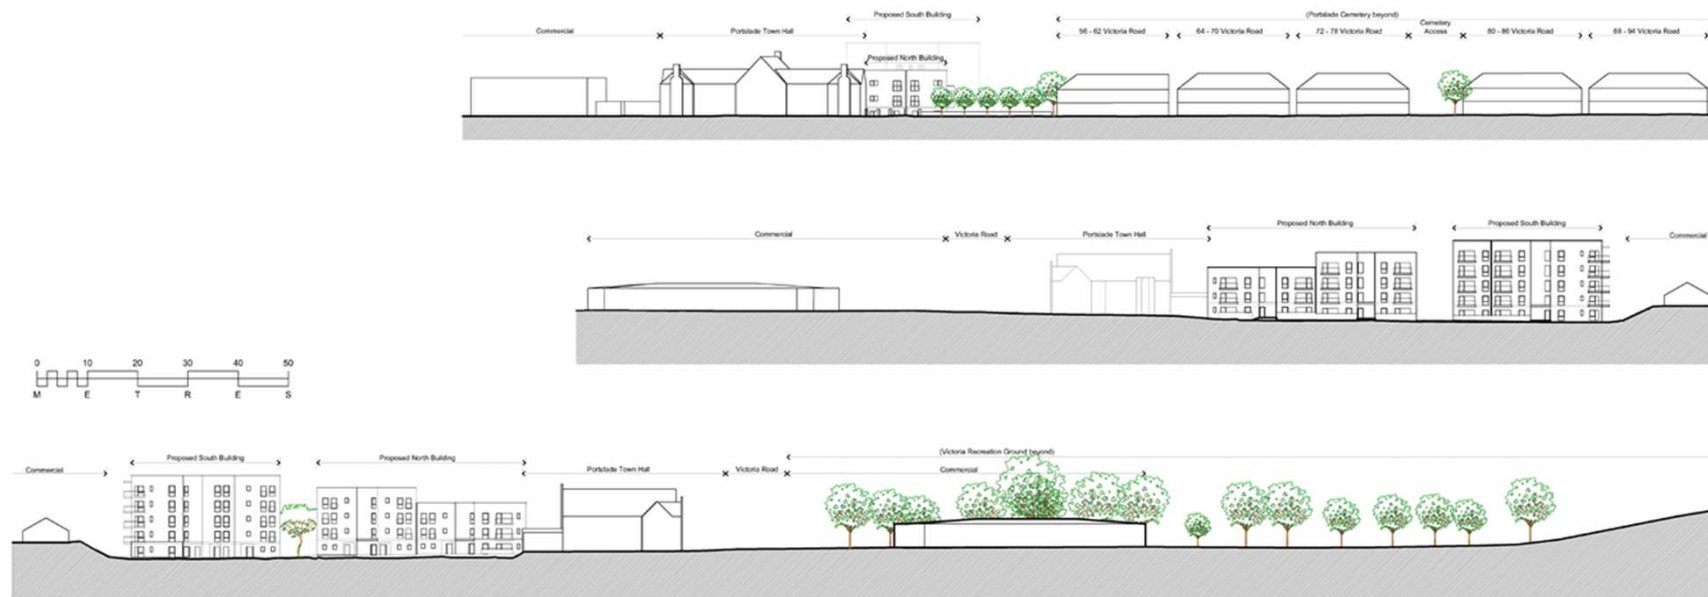 Proposed South Building
(Portslade Cemetery beyond)
Commercial
Portslade Town Hall
56 - 62 Victoria Road
64 - 70 Victoria Road
72 - 78 Victoria Road
Cemetery
Access
80 - 86 Victoria Road
88 - 94 Victoria Road
Proposed North Building
Commercial
Victoria Road
Portslade Town Hall
Proposed North Building
Proposed South Building
Commercial
0 10 20 30 40 50
M E T R E S
Commercial
Proposed South Building
Proposed North Building
Portslade Town Hall
Victoria Road
(Victoria Recreation Ground beyond)
Commercial